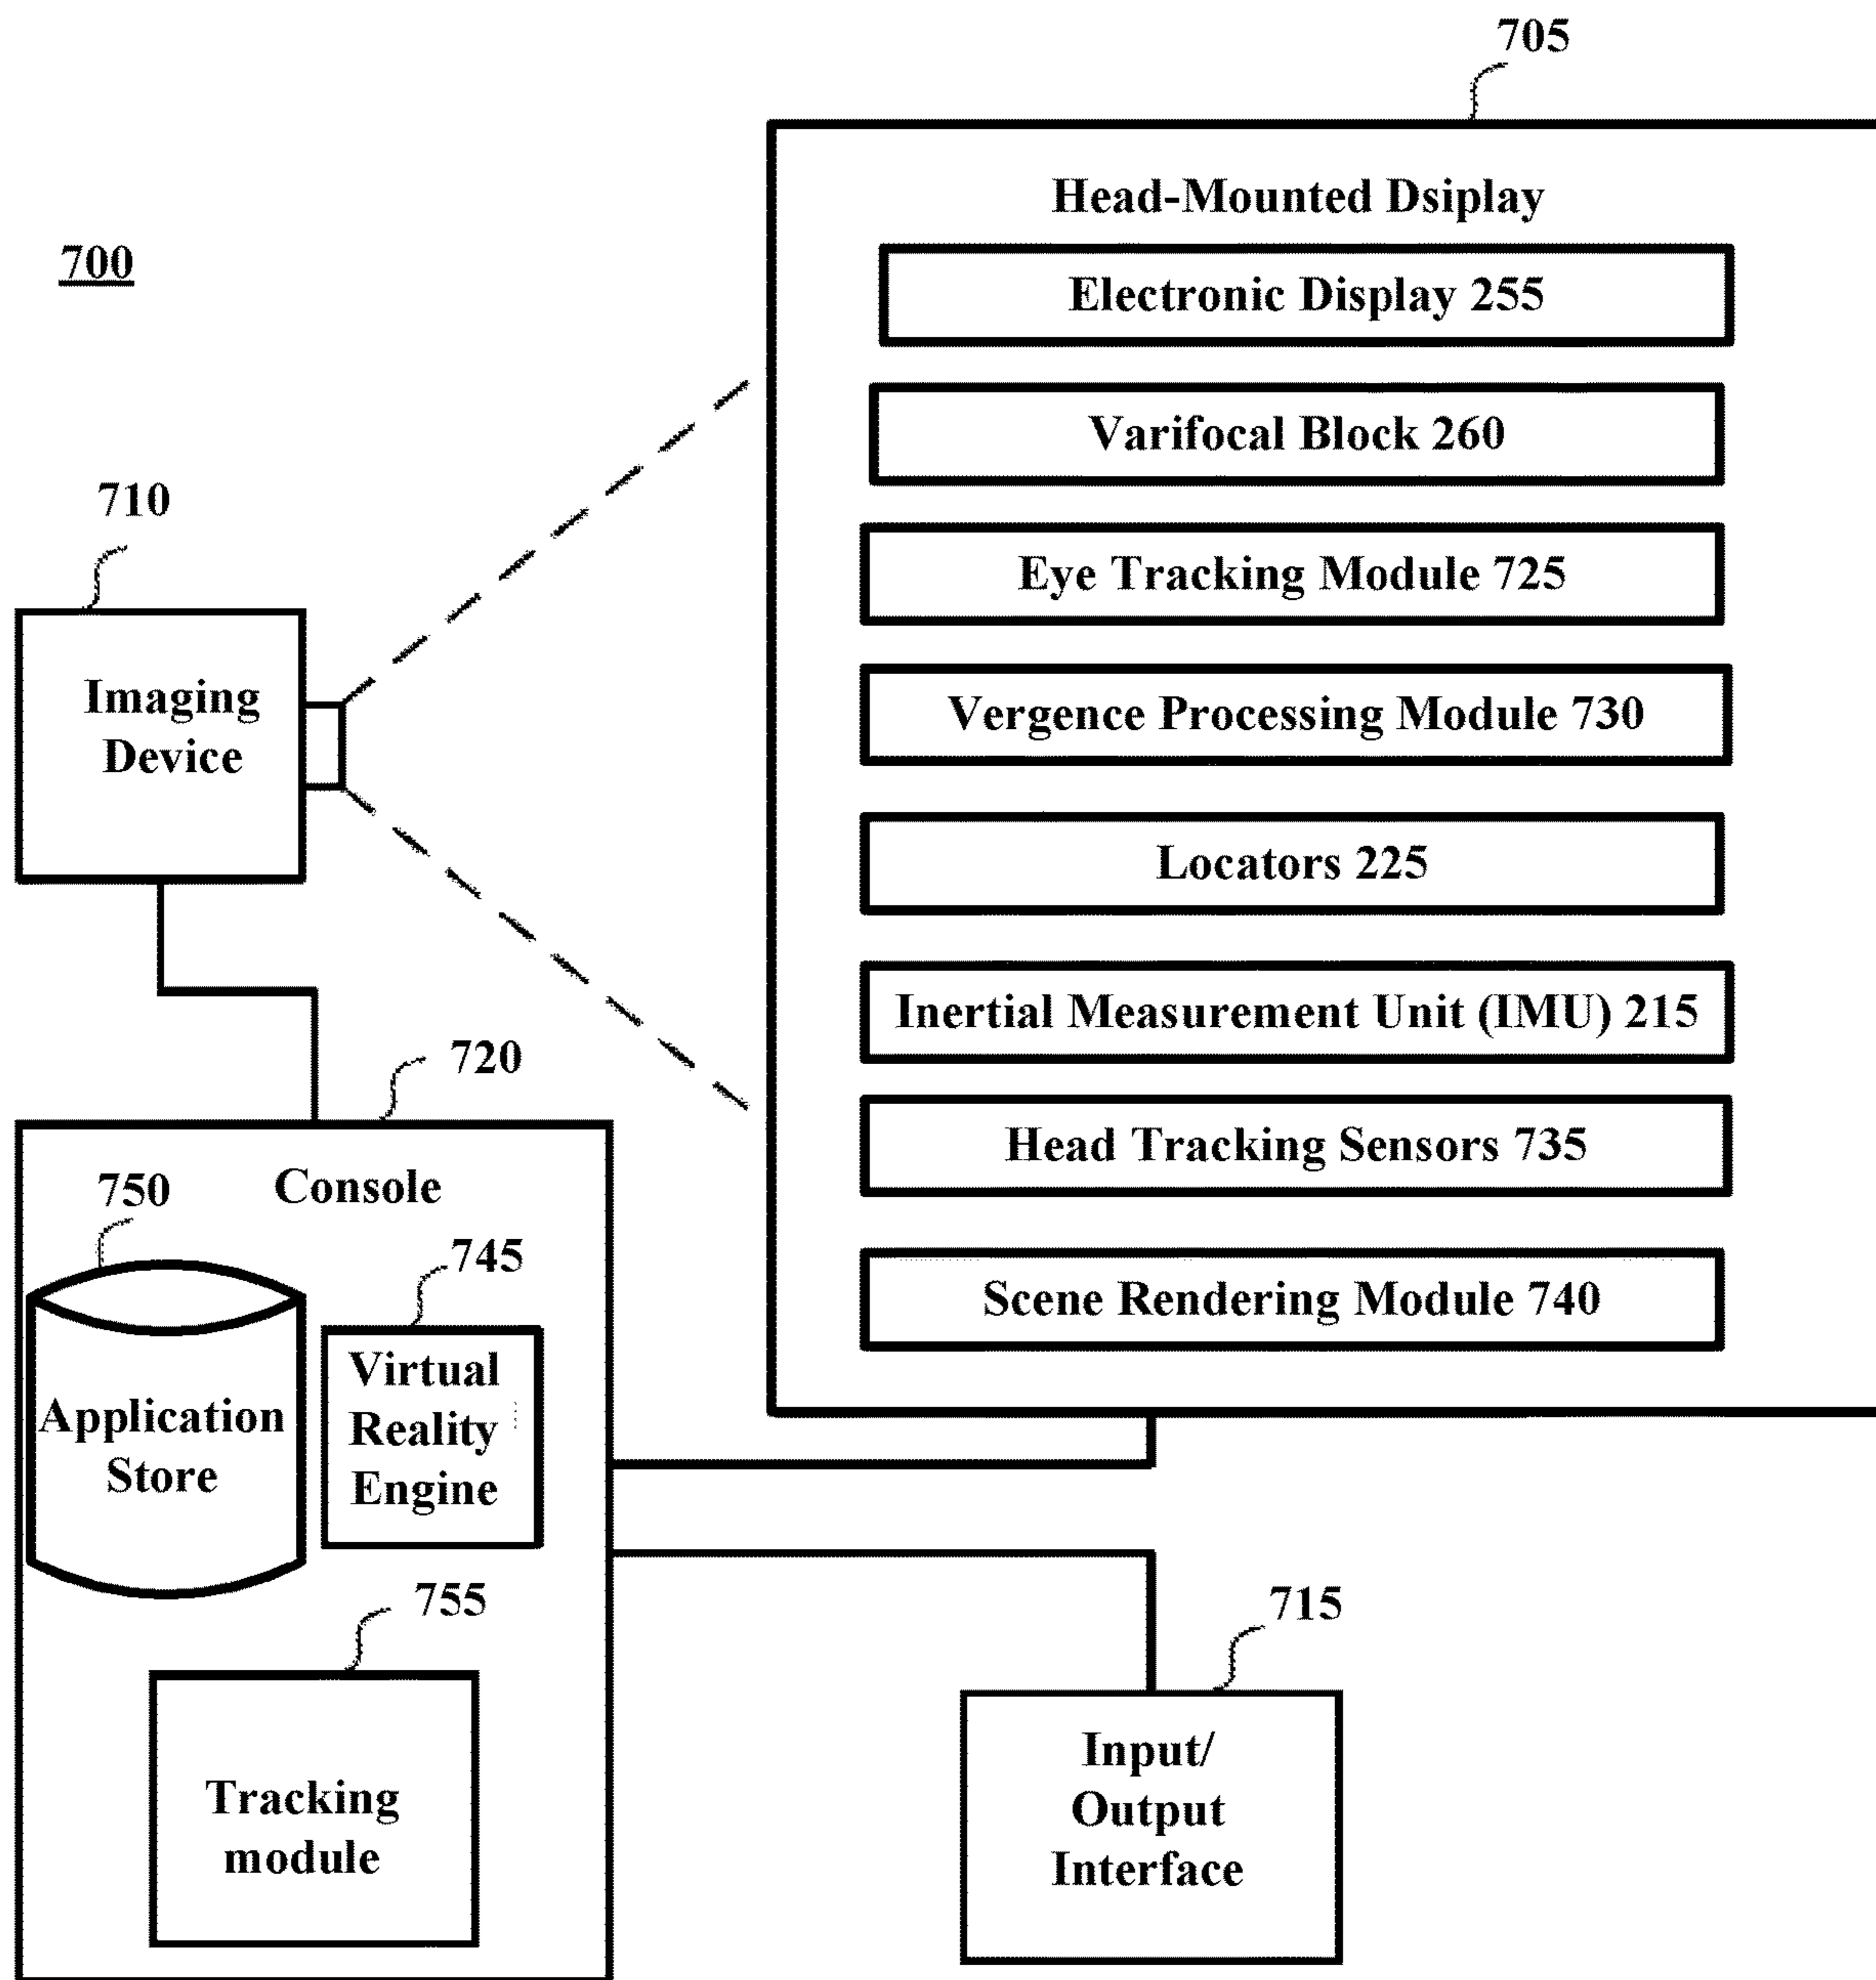 705
Head-Mounted Dsiplay
700
Electronic Display 255
Varifocal Block 260
710
Eye Tracking Module 725
Imaging
Device
Vergence Processing Module 730
Locators 225
Inertial Measurement Unit (IMU) 215
720
Head Tracking Sensors 735
Console
750
745
Scene Rendering Module 740
Application
Store
Virtual
Reality
Engine
755
715
Tracking
module
Input/
Output
Interface